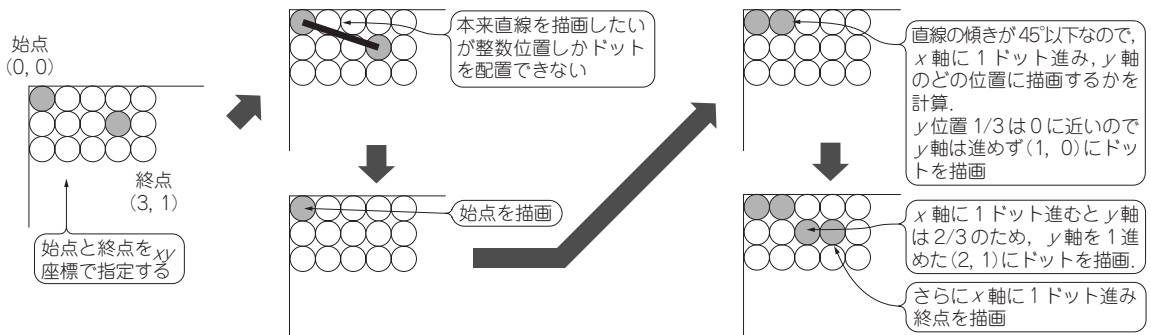 始点
(0, 0)
終点
(3, 1)
始点と終点をxy
座標で指定する
本来直線を描画したい
が整数位置しかドット
を配置できない
始点を描画
直線の傾きが45°以下なので,
x軸に1ドット進み, y軸
のどの位置に描画するかを
計算.
y位置1/3は0に近いので
y軸は進めず(1, 0)にドッ
トを描画
x軸に1ドット進むとy軸
は2/3のため, y軸を1進
めた(2, 1)にドットを描画.
さらにx軸に1ドット進み
終点を描画